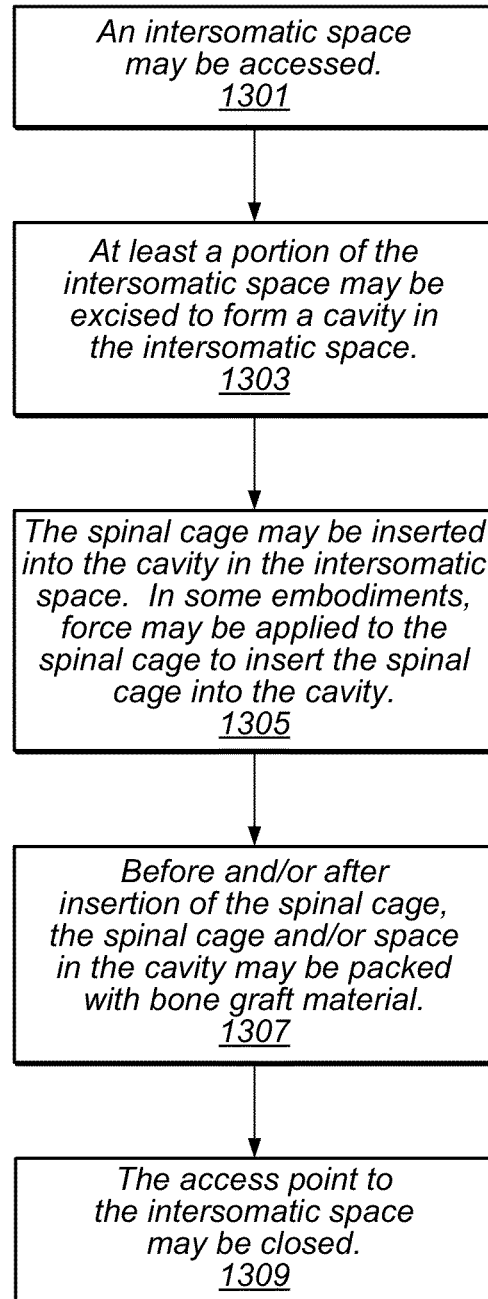 An intersomatic space
may be accessed.
1301
At least a portion of the
intersomatic space may be
excised to form a cavity in
the intersomatic space.
1303
The spinal cage may be inserted
into the cavity in the intersomatic
space.  In some embodiments,
force may be applied to the
spinal cage to insert the spinal
cage into the cavity.
1305
Before and/or after
insertion of the spinal cage,
the spinal cage and/or space
in the cavity may be packed
with bone graft material.
1307
The access point to
the intersomatic space
may be closed.
1309